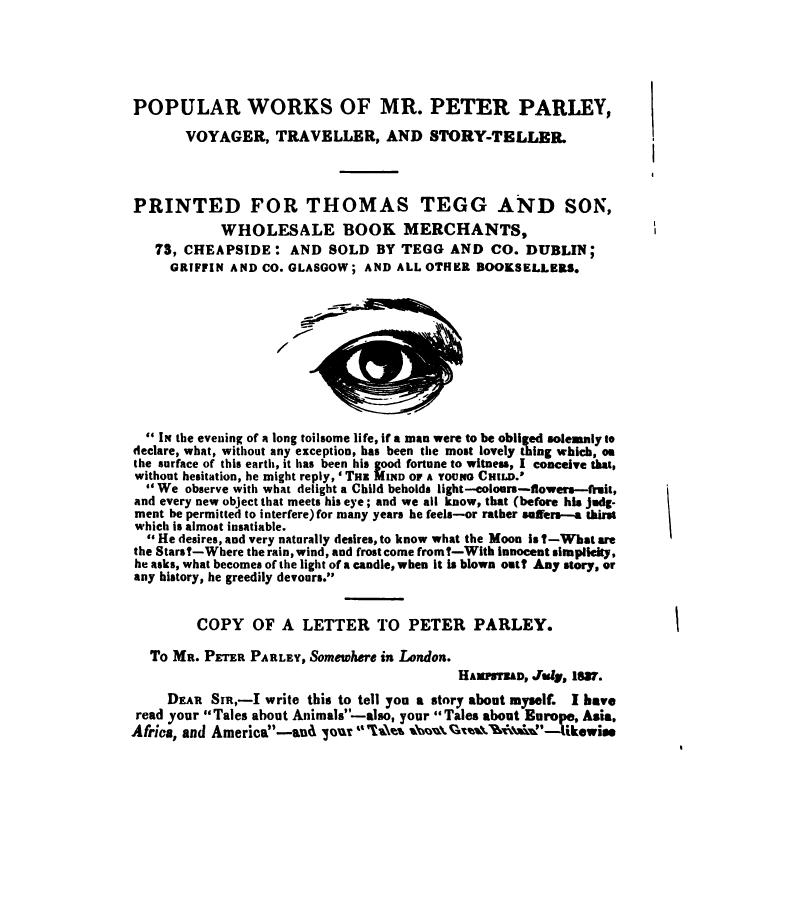 POPULAR WORKS OF MR. PETER PARLEY,
VOYAGER, TRAVELLER, AND STORY-TELLER.
PRINTED FOR THOMAS TEGG AND SON,
WHOLESALE BOOK MERCHANTS,
73, CHEAPSIDE: AND SOLD BY TEGG AND CO. DUBLIN;
GRIFFIN AND CO. GLASGOW; AND ALL OTHER BOOKSELLERS.
“IN the evening of a long toilsome life, if a man were to be obliged solemnly to
declare, what, without any exception, has been the most lovely thing which, on
the surface of this earth, it has been his good fortune to witness, I conceive that,
without hesitation, he might reply, ‘THE MIND OF A YOUNG CHILD.’
“We observe with what delight a Child beholds light—colours—flowers—fruit,
and every new object that meets his eye; and we all know, that (before his judg-
ment be permitted to interfere) for many years he feels—or rather suffers—a thirst
which is almost insatiable.
“He desires, and very naturally desires, to know what the Moon is?—What are
the Stars?—Where the rain, wind, and frost come from?—With innocent simplicity,
he asks, what becomes of the light of a candle, when it is blown out? Any story, or
any history, he greedily devours.”
COPY OF A LETTER TO PETER PARLEY.
To MR. PETER PARLEY, Somewhere in London.
HAMPSTEAD, July, 1837.
DEAR SIR,—I write this to tell you a story about myself. I have
read your “Tales about Animals”—also, your “Tales about Europe, Asia,
Africa, and America”—and your “Tales about Great Britain”—likewise